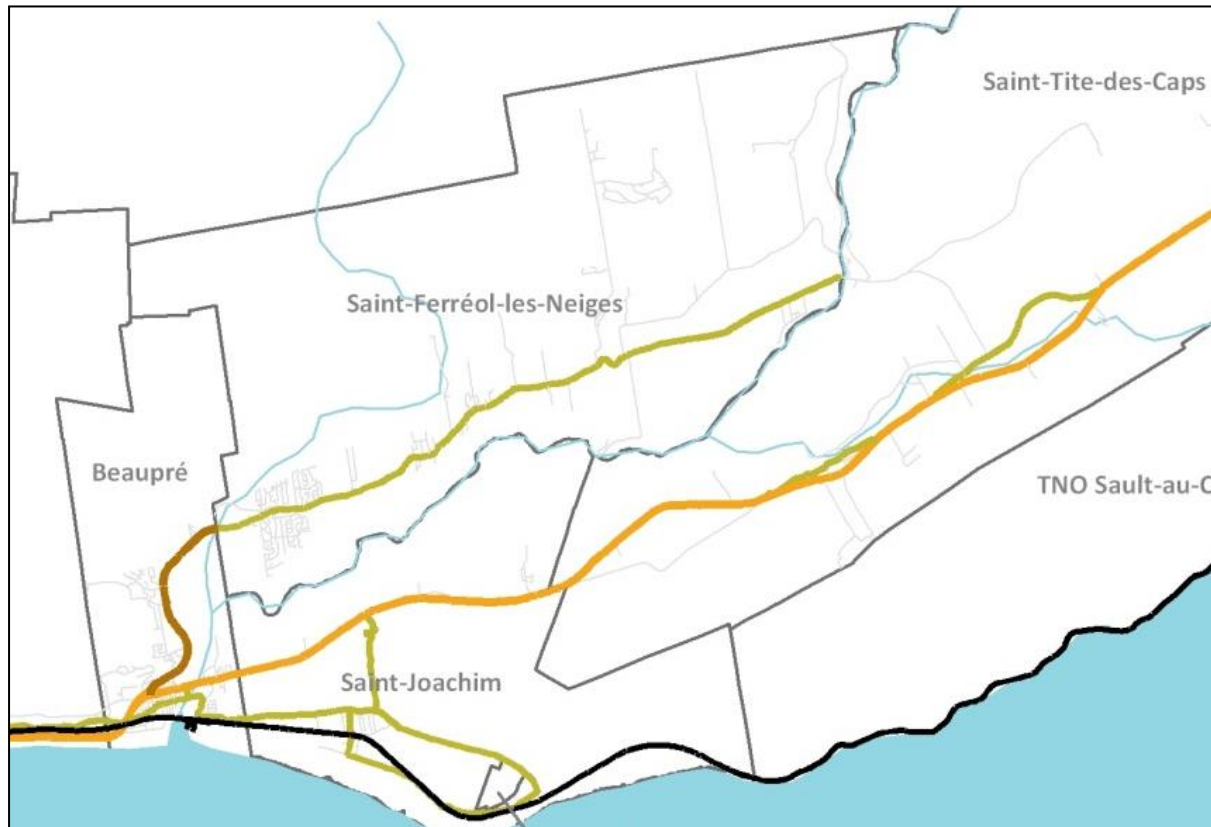 Saint-Tite-des-Caps
Saint-Ferréol-les-Neiges
Beaupré
TNO Sault-au-C
Saint-Joachim